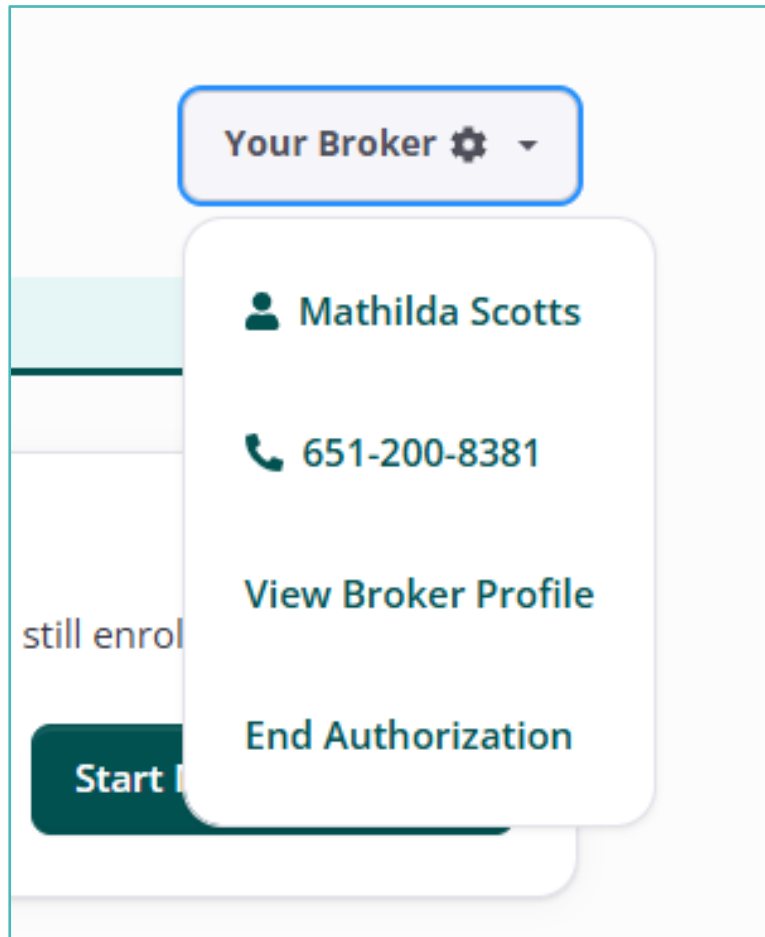 Your Broker
Mathilda Scotts
651-200-8381
View Broker Profile
still enrol
End Authorization
Start